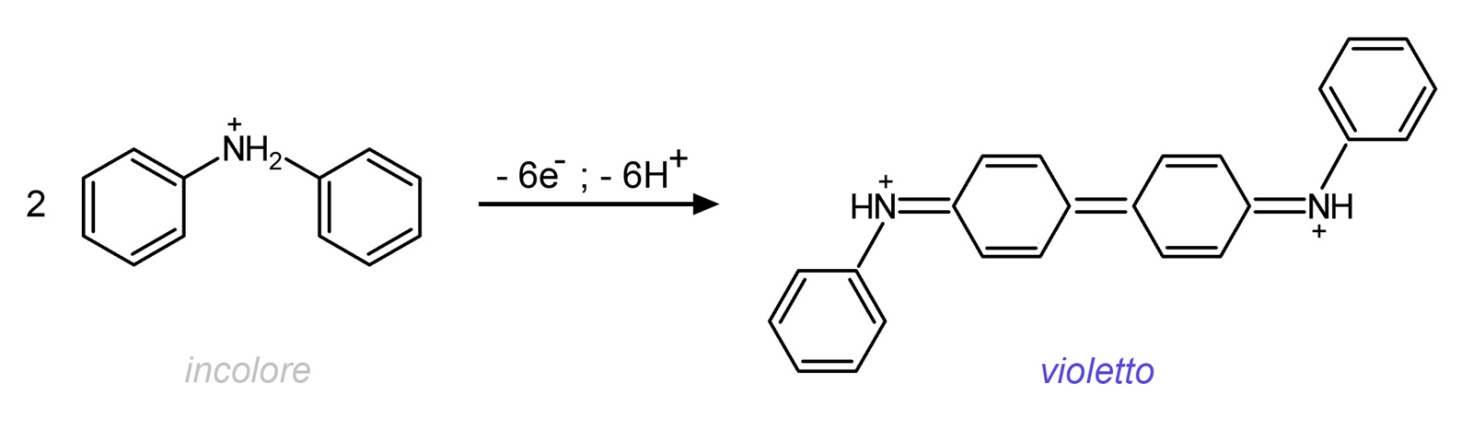 2
+
NH2
- 6e- ; - 6H+
+
HN
NH
+
incolore
violetto